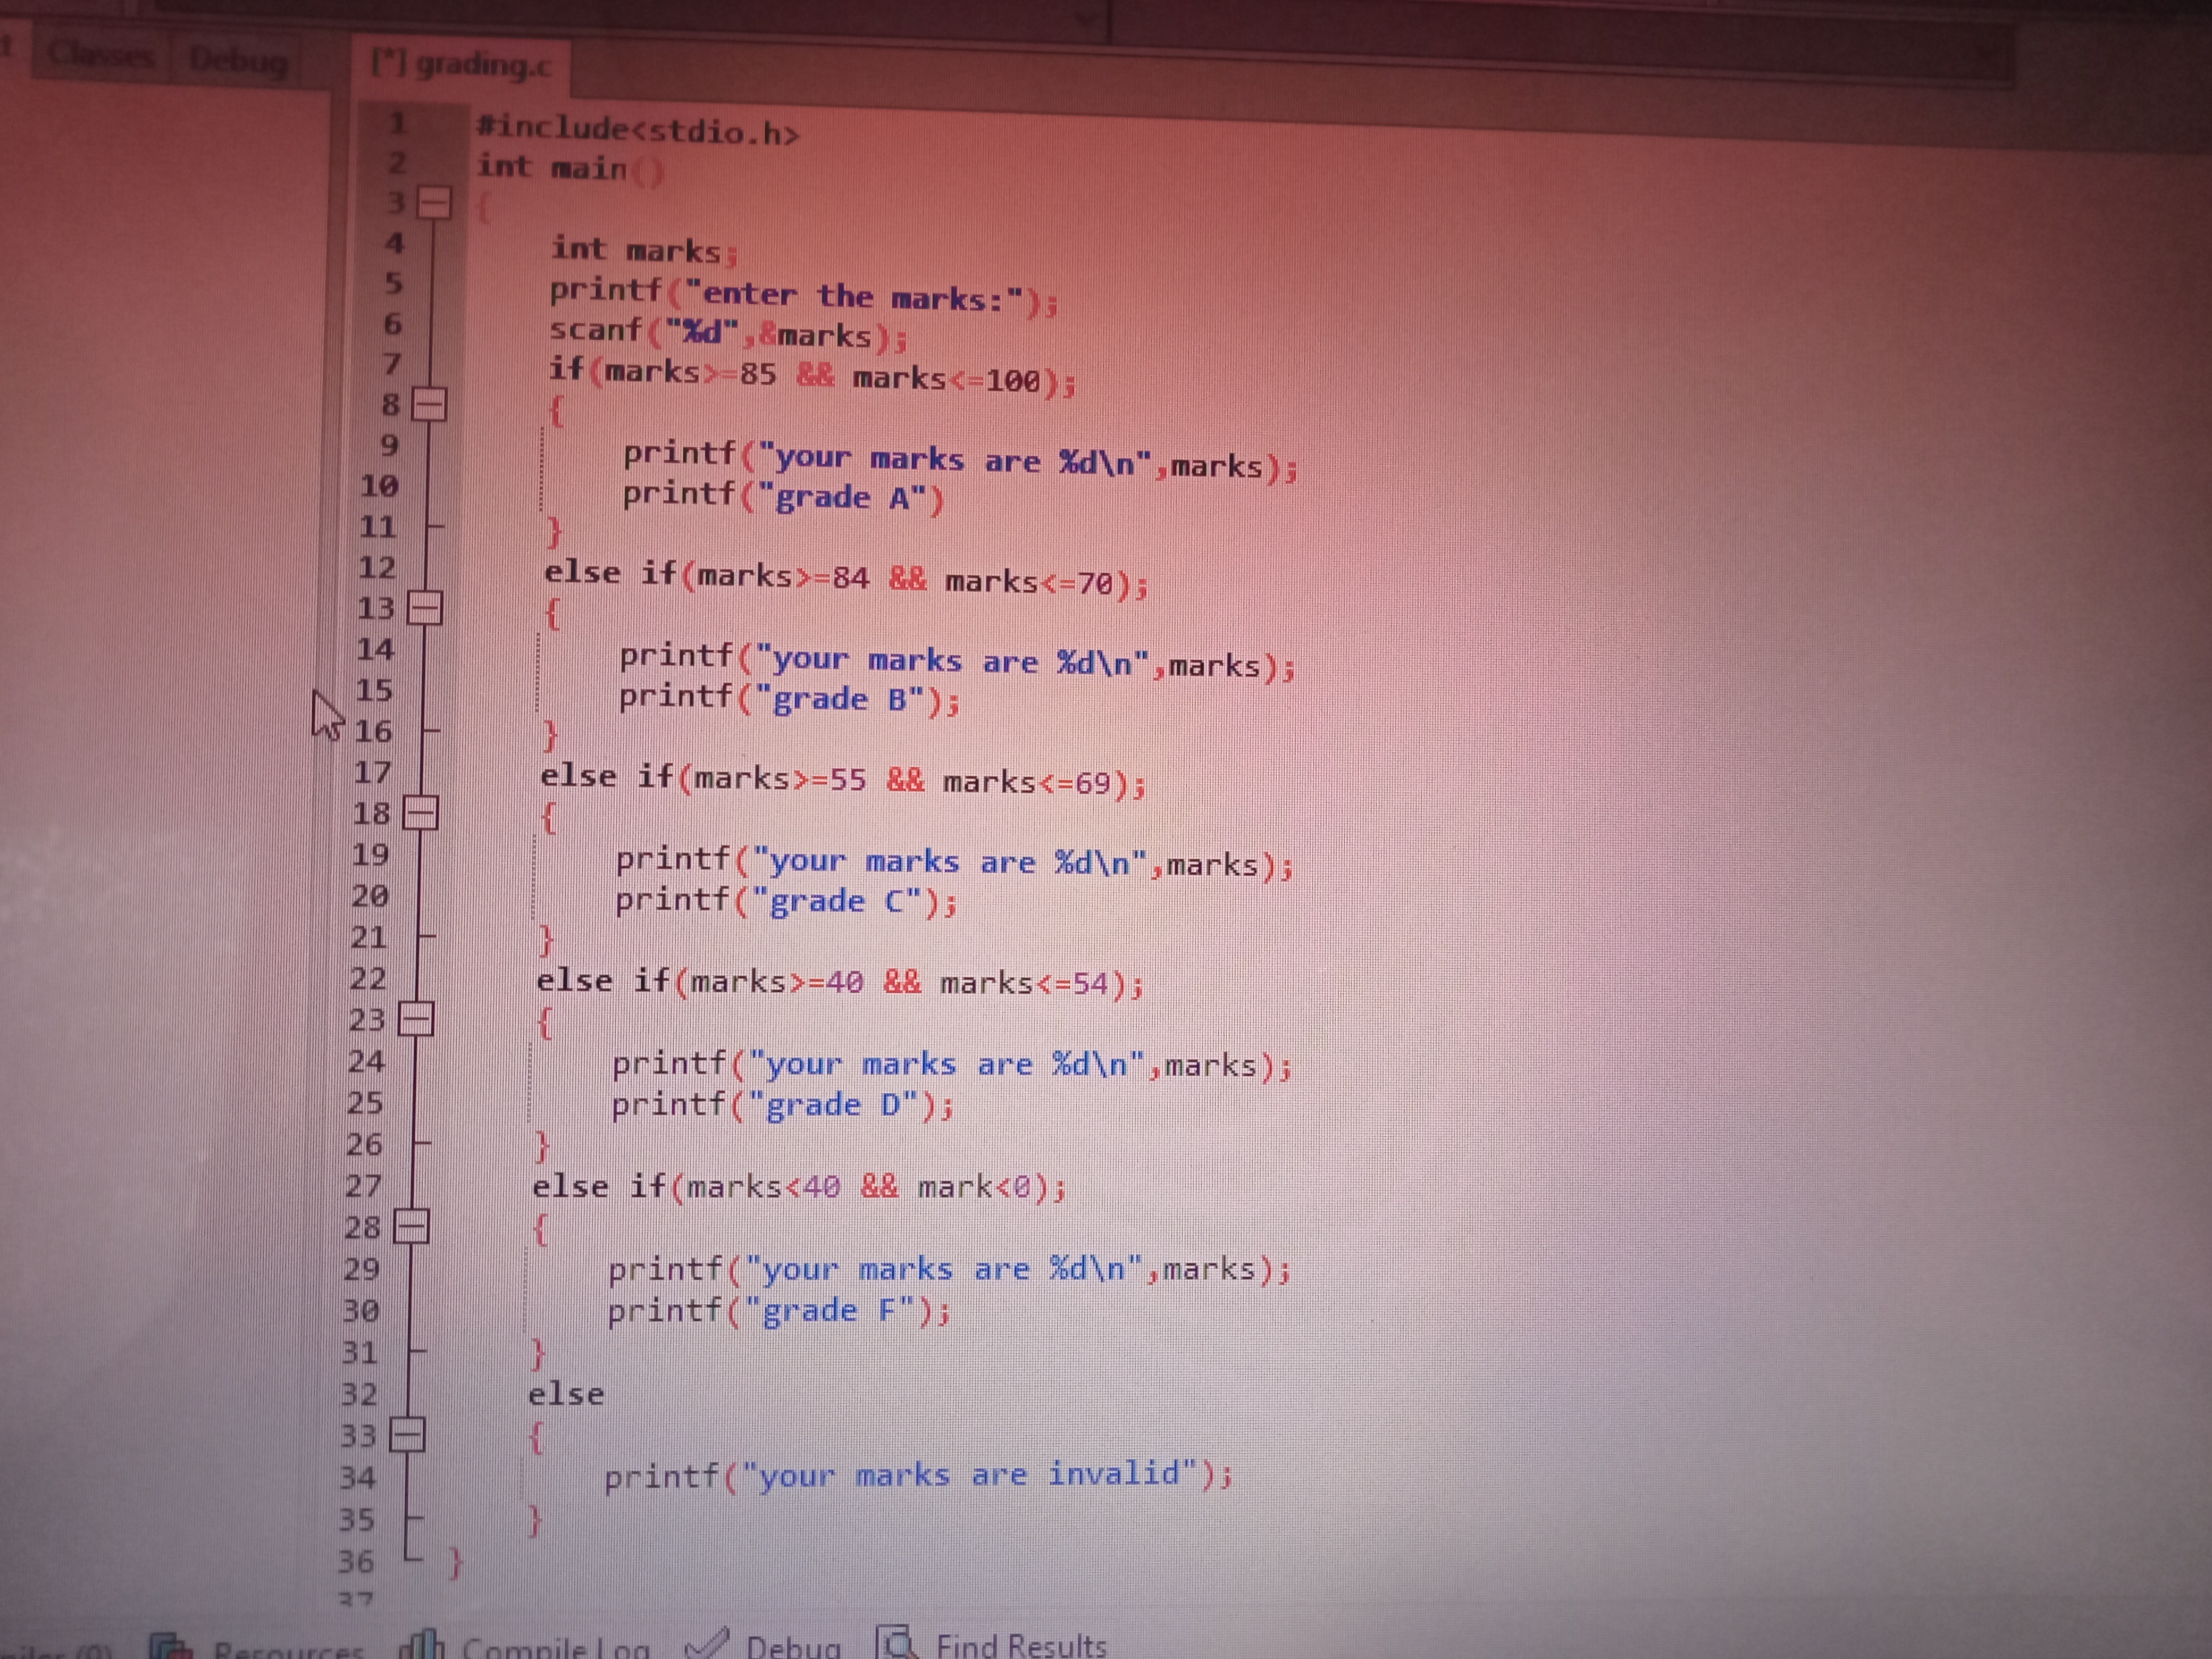 Classes Debug [*] grading.c
1 #include<stdio.h>
2 int main()
3 {
4 int marks;
5 printf("enter the marks:");
6 scanf("%d",&marks);
7 if(marks>=85 && marks<=100);
8 {
9 printf("your marks are %d\n",marks);
10 printf("grade A")
11 }
12 else if(marks>=84 && marks<=70);
13 {
14 printf("your marks are %d\n",marks);
15 printf("grade B");
16 }
17 else if(marks>=55 && marks<=69);
18 {
19 printf("your marks are %d\n",marks);
20 printf("grade C");
21 }
22 else if(marks>=40 && marks<=54);
23 {
24 printf("your marks are %d\n",marks);
25 printf("grade D");
26 }
27 else if(marks<40 && mark<0);
28 {
29 printf("your marks are %d\n",marks);
30 printf("grade F");
31 }
32 else
33 {
34 printf("your marks are invalid");
35 }
36 }
37
Resources Compile Log Debug Find Results